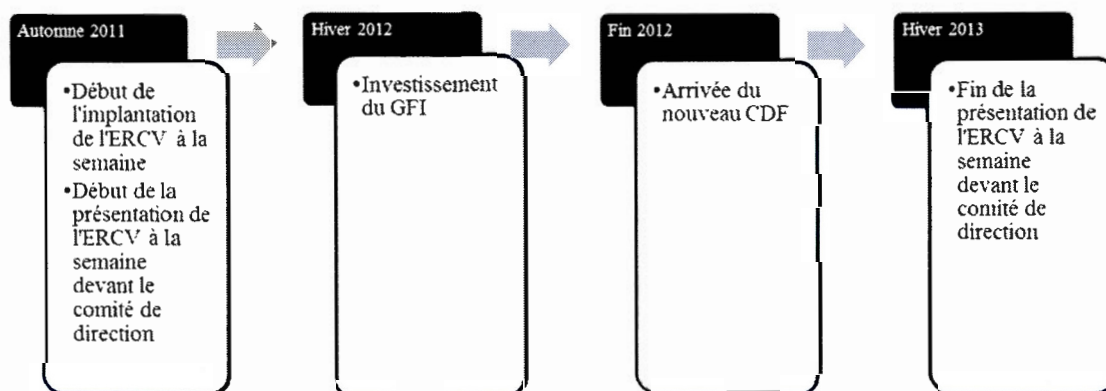 Automne 2011
•Début de
l'implantation
de l'ERCV à la
semaine
•Début de la
présentation de
l'ERCV à la
semaine
devant le
comité de
direction
Hiver 2012
•Investissement
du GFI
Fin 2012
•Arrivée du
nouveau CDF
Hiver 2013
•Fin de la
présentation de
l'ERCV à la
semaine
devant le
comité de
direction